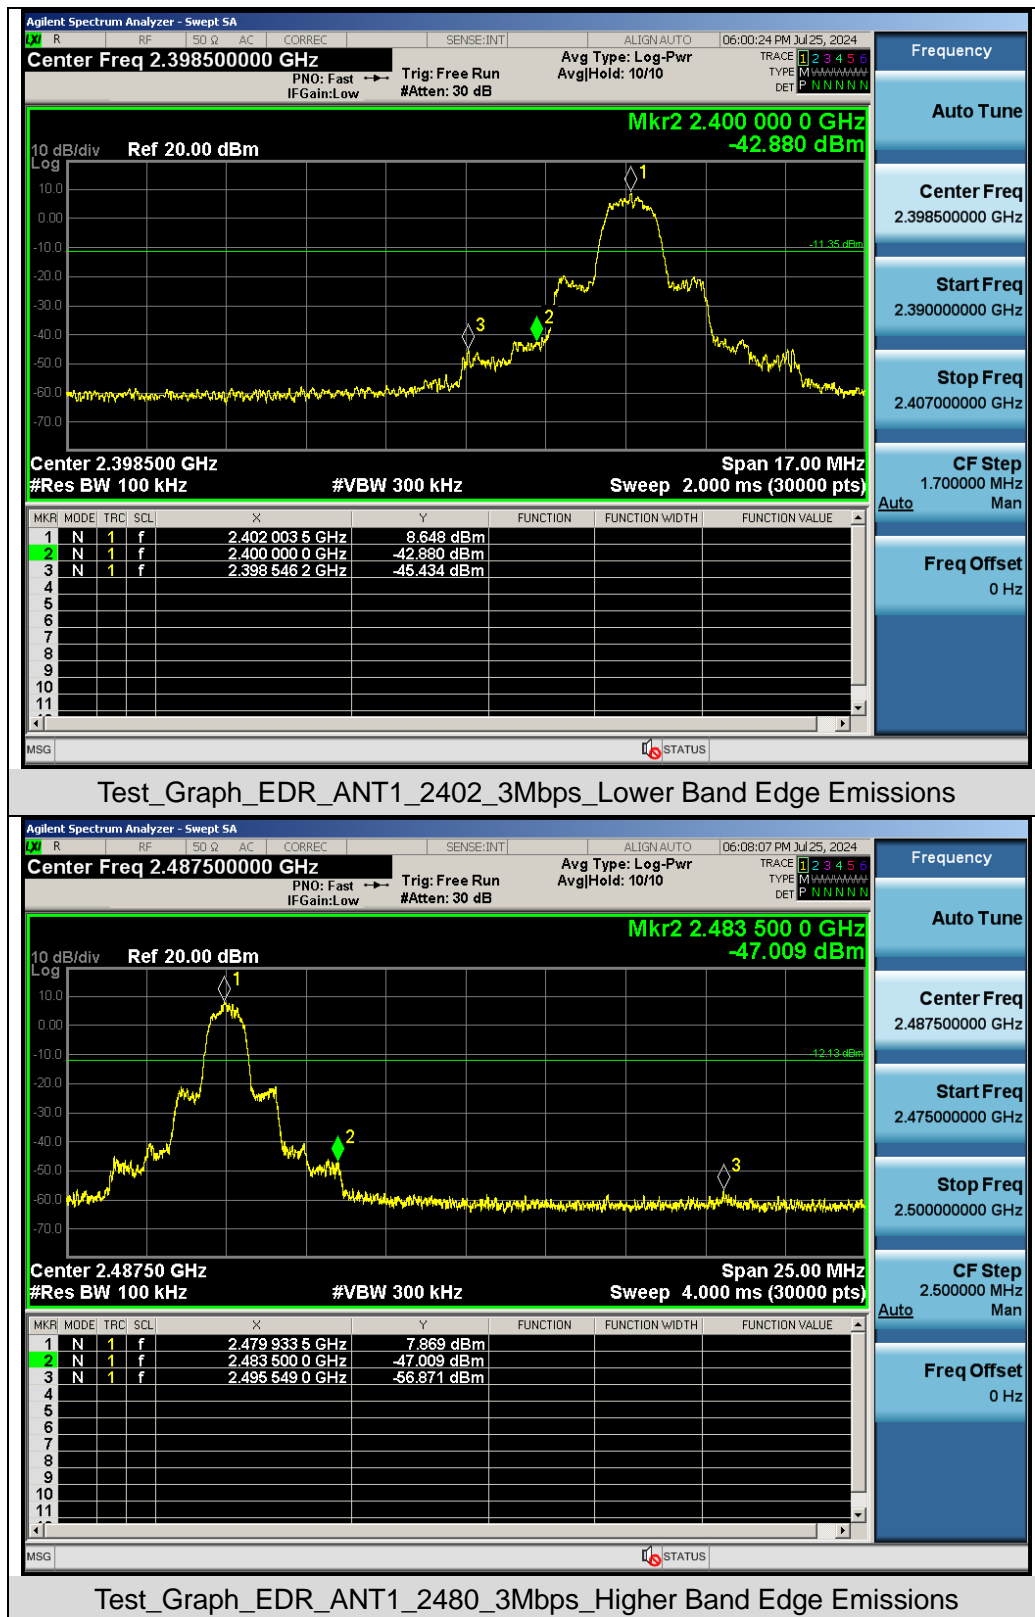 Agilent Spectrum Analyzer - Swept SA
LXI R RF 50 Ω AC CORREC SENSE:INT ALIGN AUTO 06:00:24 PM Jul 25, 2024
Center Freq 2.398500000 GHz
PNO: Fast
IFGain:Low
Trig: Free Run
#Atten: 30 dB
Avg Type: Log-Pwr
Avg|Hold: 10/10
TRACE 1 2 3 4 5 6
TYPE M
DET P N N N N N
Mkr2 2.400 000 0 GHz
-42.880 dBm
10 dB/div Ref 20.00 dBm
Log
10.0
0.00
-10.0
-20.0
-30.0
-40.0
-50.0
-60.0
-70.0
1
2
3
-11.35 dBm
Center 2.398500 GHz Span 17.00 MHz
#Res BW 100 kHz #VBW 300 kHz Sweep 2.000 ms (30000 pts)
MKR MODE TRC SCL X Y FUNCTION FUNCTION WIDTH FUNCTION VALUE
1 N 1 f 2.402 003 5 GHz 8.648 dBm
2 N 1 f 2.400 000 0 GHz -42.880 dBm
3 N 1 f 2.398 546 2 GHz -45.434 dBm
4
5
6
7
8
9
10
11
MSG STATUS
Frequency
Auto Tune
Center Freq
2.398500000 GHz
Start Freq
2.390000000 GHz
Stop Freq
2.407000000 GHz
CF Step
1.700000 MHz
Auto Man
Freq Offset
0 Hz
Test_Graph_EDR_ANT1_2402_3Mbps_Lower Band Edge Emissions
Agilent Spectrum Analyzer - Swept SA
LXI R RF 50 Ω AC CORREC SENSE:INT ALIGN AUTO 06:08:07 PM Jul 25, 2024
Center Freq 2.487500000 GHz
PNO: Fast
IFGain:Low
Trig: Free Run
#Atten: 30 dB
Avg Type: Log-Pwr
Avg|Hold: 10/10
TRACE 1 2 3 4 5 6
TYPE M
DET P N N N N N
Mkr2 2.483 500 0 GHz
-47.009 dBm
10 dB/div Ref 20.00 dBm
Log
10.0
0.00
-10.0
-20.0
-30.0
-40.0
-50.0
-60.0
-70.0
1
2
3
-12.13 dBm
Center 2.48750 GHz Span 25.00 MHz
#Res BW 100 kHz #VBW 300 kHz Sweep 4.000 ms (30000 pts)
MKR MODE TRC SCL X Y FUNCTION FUNCTION WIDTH FUNCTION VALUE
1 N 1 f 2.479 933 5 GHz 7.869 dBm
2 N 1 f 2.483 500 0 GHz -47.009 dBm
3 N 1 f 2.495 549 0 GHz -56.871 dBm
4
5
6
7
8
9
10
11
MSG STATUS
Frequency
Auto Tune
Center Freq
2.487500000 GHz
Start Freq
2.475000000 GHz
Stop Freq
2.500000000 GHz
CF Step
2.500000 MHz
Auto Man
Freq Offset
0 Hz
Test_Graph_EDR_ANT1_2480_3Mbps_Higher Band Edge Emissions